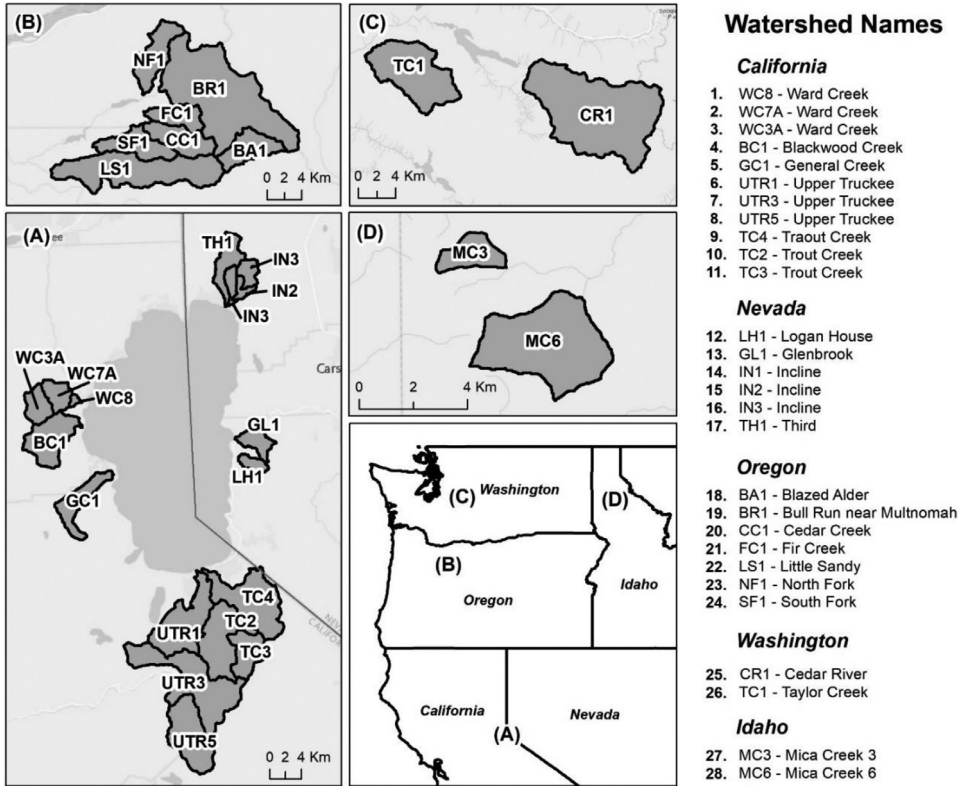 (B)
NF1
BR1
FC1
CC1
SF1
BA1
LS1
0 2 4 Km
(C)
TC1
CR1
0 2 4 Km
(A)
ee
TH1
IN3
IN2
IN3
Cars
WC3A
WC7A
WC8
BC1
GL1
LH1
GC1
NEV
CALIFOR
TC4
UTR1
TC2
TC3
UTR3
UTR5
0 2 4 Km
(D)
MC3
MC6
0 2 4 Km
(C)
Washington
(D)
(B)
Oregon
Idaho
California
Nevada
(A)
Watershed Names
California
1. WC8 - Ward Creek
2. WC7A - Ward Creek
3. WC3A - Ward Creek
4. BC1 - Blackwood Creek
5. GC1 - General Creek
6. UTR1 - Upper Truckee
7. UTR3 - Upper Truckee
8. UTR5 - Upper Truckee
9. TC4 - Traout Creek
10. TC2 - Trout Creek
11. TC3 - Trout Creek
Nevada
12. LH1 - Logan House
13. GL1 - Glenbrook
14. IN1 - Incline
15 IN2 - Incline
16. IN3 - Incline
17. TH1 - Third
Oregon
18. BA1 - Blazed Alder
19. BR1 - Bull Run near Multnomah
20. CC1 - Cedar Creek
21. FC1 - Fir Creek
22. LS1 - Little Sandy
23. NF1 - North Fork
24. SF1 - South Fork
Washington
25. CR1 - Cedar River
26. TC1 - Taylor Creek
Idaho
27. MC3 - Mica Creek 3
28. MC6 - Mica Creek 6